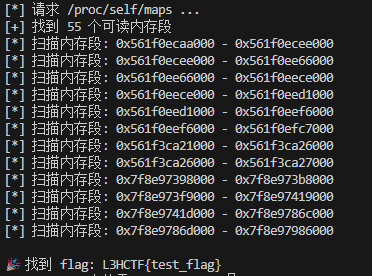 [*] 请求 /proc/self/maps ...
[+] 找到 55 个可读内存段
[*] 扫描内存段: 0x561f0ecaa000 - 0x561f0ecee000
[*] 扫描内存段: 0x561f0ecee000 - 0x561f0ee66000
[*] 扫描内存段: 0x561f0ee66000 - 0x561f0eece000
[*] 扫描内存段: 0x561f0eece000 - 0x561f0eed1000
[*] 扫描内存段: 0x561f0eed1000 - 0x561f0eef6000
[*] 扫描内存段: 0x561f0eef6000 - 0x561f0efc7000
[*] 扫描内存段: 0x561f3ca21000 - 0x561f3ca26000
[*] 扫描内存段: 0x561f3ca26000 - 0x561f3ca27000
[*] 扫描内存段: 0x7f8e97398000 - 0x7f8e973b8000
[*] 扫描内存段: 0x7f8e973f9000 - 0x7f8e97419000
[*] 扫描内存段: 0x7f8e9741d000 - 0x7f8e9786c000
[*] 扫描内存段: 0x7f8e9786d000 - 0x7f8e97986000
🎉 找到 flag: L3HCTF{test_flag}